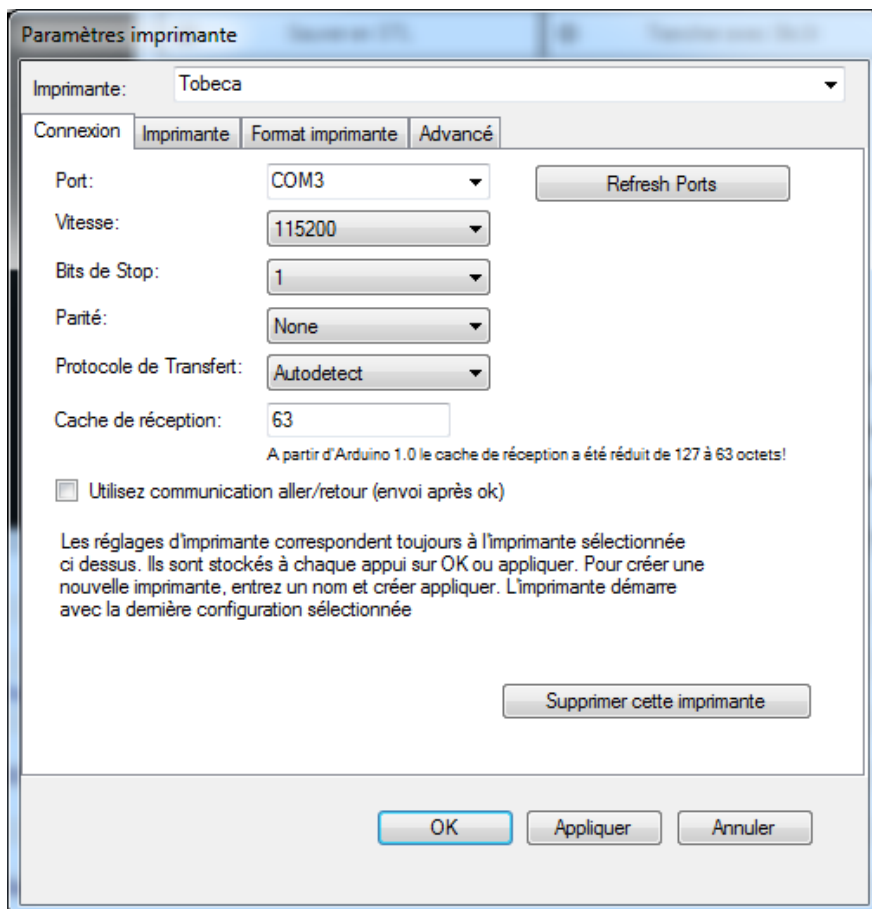 Paramètres imprimante
Imprimante: Tobeca
Connexion Imprimante Format imprimante Advancé
Port: COM3 Refresh Ports
Vitesse: 115200
Bits de Stop: 1
Parité: None
Protocole de Transfert: Autodetect
Cache de réception: 63
A partir d'Arduino 1.0 le cache de réception a été réduit de 127 à 63 octets!
Utilisez communication aller/retour (envoi après ok)
Les réglages d'imprimante correspondent toujours à l'imprimante sélectionnée
ci dessus. Ils sont stockés à chaque appui sur OK ou appliquer. Pour créer une
nouvelle imprimante, entrez un nom et créer appliquer. L'imprimante démarre
avec la dernière configuration sélectionnée
Supprimer cette imprimante
OK Appliquer Annuler